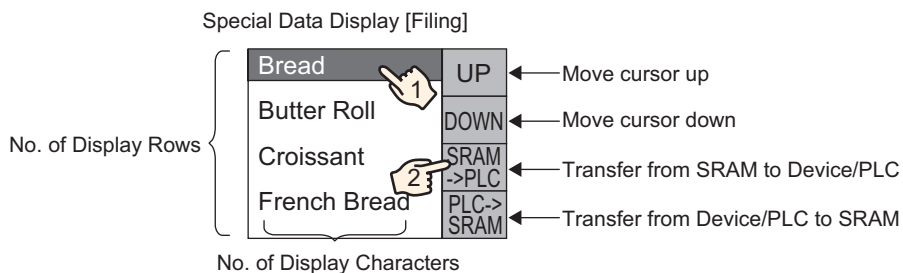 Special Data Display [Filing]
Bread
1
UP
Move cursor up
Butter Roll
DOWN
Move cursor down
No. of Display Rows
Croissant
2
SRAM
->PLC
Transfer from SRAM to Device/PLC
French Bread
PLC->
SRAM
Transfer from Device/PLC to SRAM
No. of Display Characters